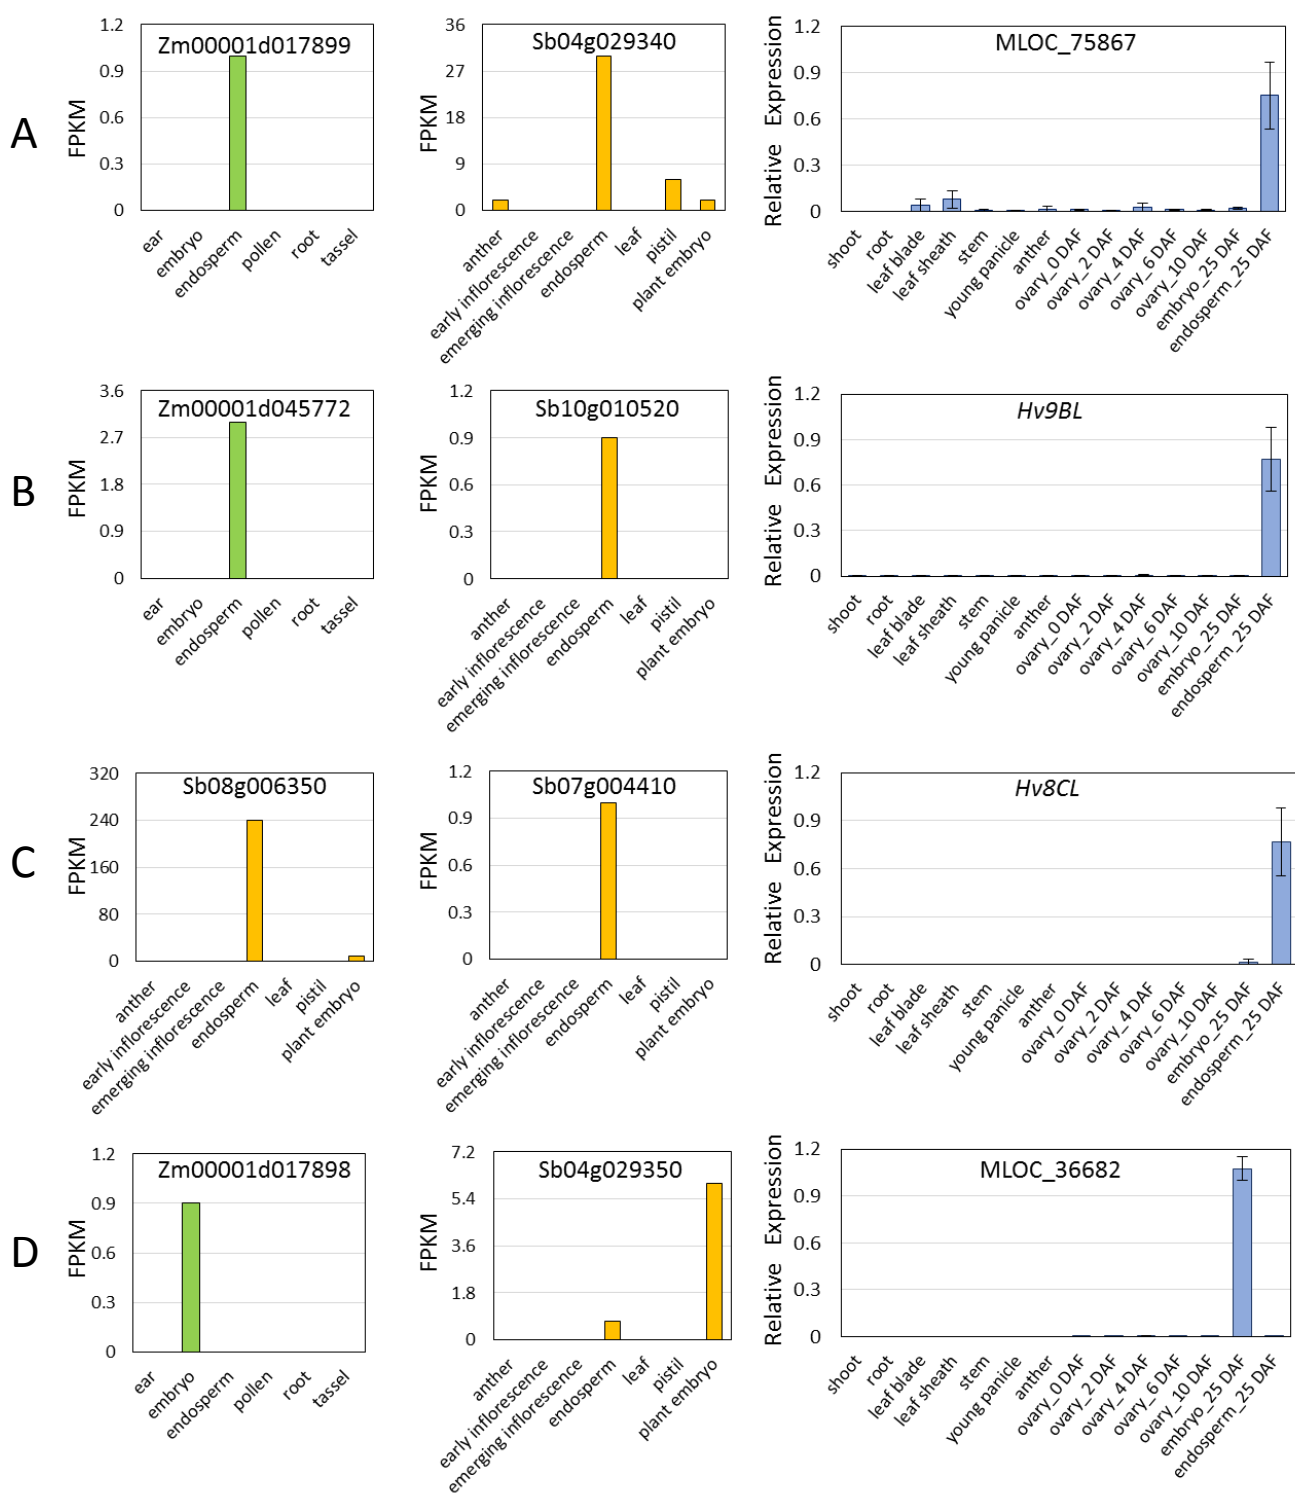 A
Zm00001d017899
FPKM
1.2
0.9
0.6
0.3
0
ear
embryo
endosperm
pollen
root
tassel
Sb04g029340
FPKM
36
27
18
9
0
anther
early inflorescence
emerging inflorescence
endosperm
leaf
pistil
plant embryo
MLOC_75867
Relative Expression
1.2
0.9
0.6
0.3
0
shoot
root
leaf blade
leaf sheath
stem
young panicle
anther
ovary_0 DAF
ovary_2 DAF
ovary_4 DAF
ovary_6 DAF
ovary_10 DAF
embryo_25 DAF
endosperm_25 DAF
B
Zm00001d045772
FPKM
3.6
2.7
1.8
0.9
0
ear
embryo
endosperm
pollen
root
tassel
Sb10g010520
FPKM
1.2
0.9
0.6
0.3
0
anther
early inflorescence
emerging inflorescence
endosperm
leaf
pistil
plant embryo
Hv9BL
Relative Expression
1.2
0.9
0.6
0.3
0
shoot
root
leaf blade
leaf sheath
stem
young panicle
anther
ovary_0 DAF
ovary_2 DAF
ovary_4 DAF
ovary_6 DAF
ovary_10 DAF
embryo_25 DAF
endosperm_25 DAF
C
Sb08g006350
FPKM
320
240
160
80
0
anther
early inflorescence
emerging inflorescence
endosperm
leaf
pistil
plant embryo
Sb07g004410
FPKM
1.2
0.9
0.6
0.3
0
anther
early inflorescence
emerging inflorescence
endosperm
leaf
pistil
plant embryo
Hv8CL
Relative Expression
1.2
0.9
0.6
0.3
0
shoot
root
leaf blade
leaf sheath
stem
young panicle
anther
ovary_0 DAF
ovary_2 DAF
ovary_4 DAF
ovary_6 DAF
ovary_10 DAF
embryo_25 DAF
endosperm_25 DAF
D
Zm00001d017898
FPKM
1.2
0.9
0.6
0.3
0
ear
embryo
endosperm
pollen
root
tassel
Sb04g029350
FPKM
7.2
5.4
3.6
1.8
0
anther
early inflorescence
emerging inflorescence
endosperm
leaf
pistil
plant embryo
MLOC_36682
Relative Expression
1.2
0.9
0.6
0.3
0
shoot
root
leaf blade
leaf sheath
stem
young panicle
anther
ovary_0 DAF
ovary_2 DAF
ovary_4 DAF
ovary_6 DAF
ovary_10 DAF
embryo_25 DAF
endosperm_25 DAF